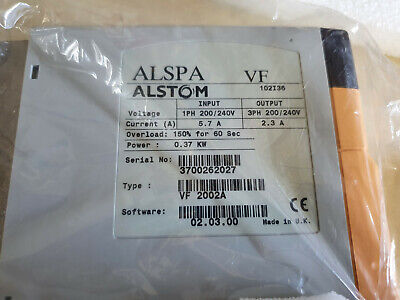 ALSPA VF
ALSTOM 102I36
INPUT OUTPUT
Voltage 1PH 200/240V 3PH 200/240V
Current (A) 5.7 A 2.3 A
Overload: 150% for 60 Sec
Power : 0.37 KW
Serial No:
3700262027
Type :
VF 2002A
Software:
02.03.00
CE
Made in U.K.